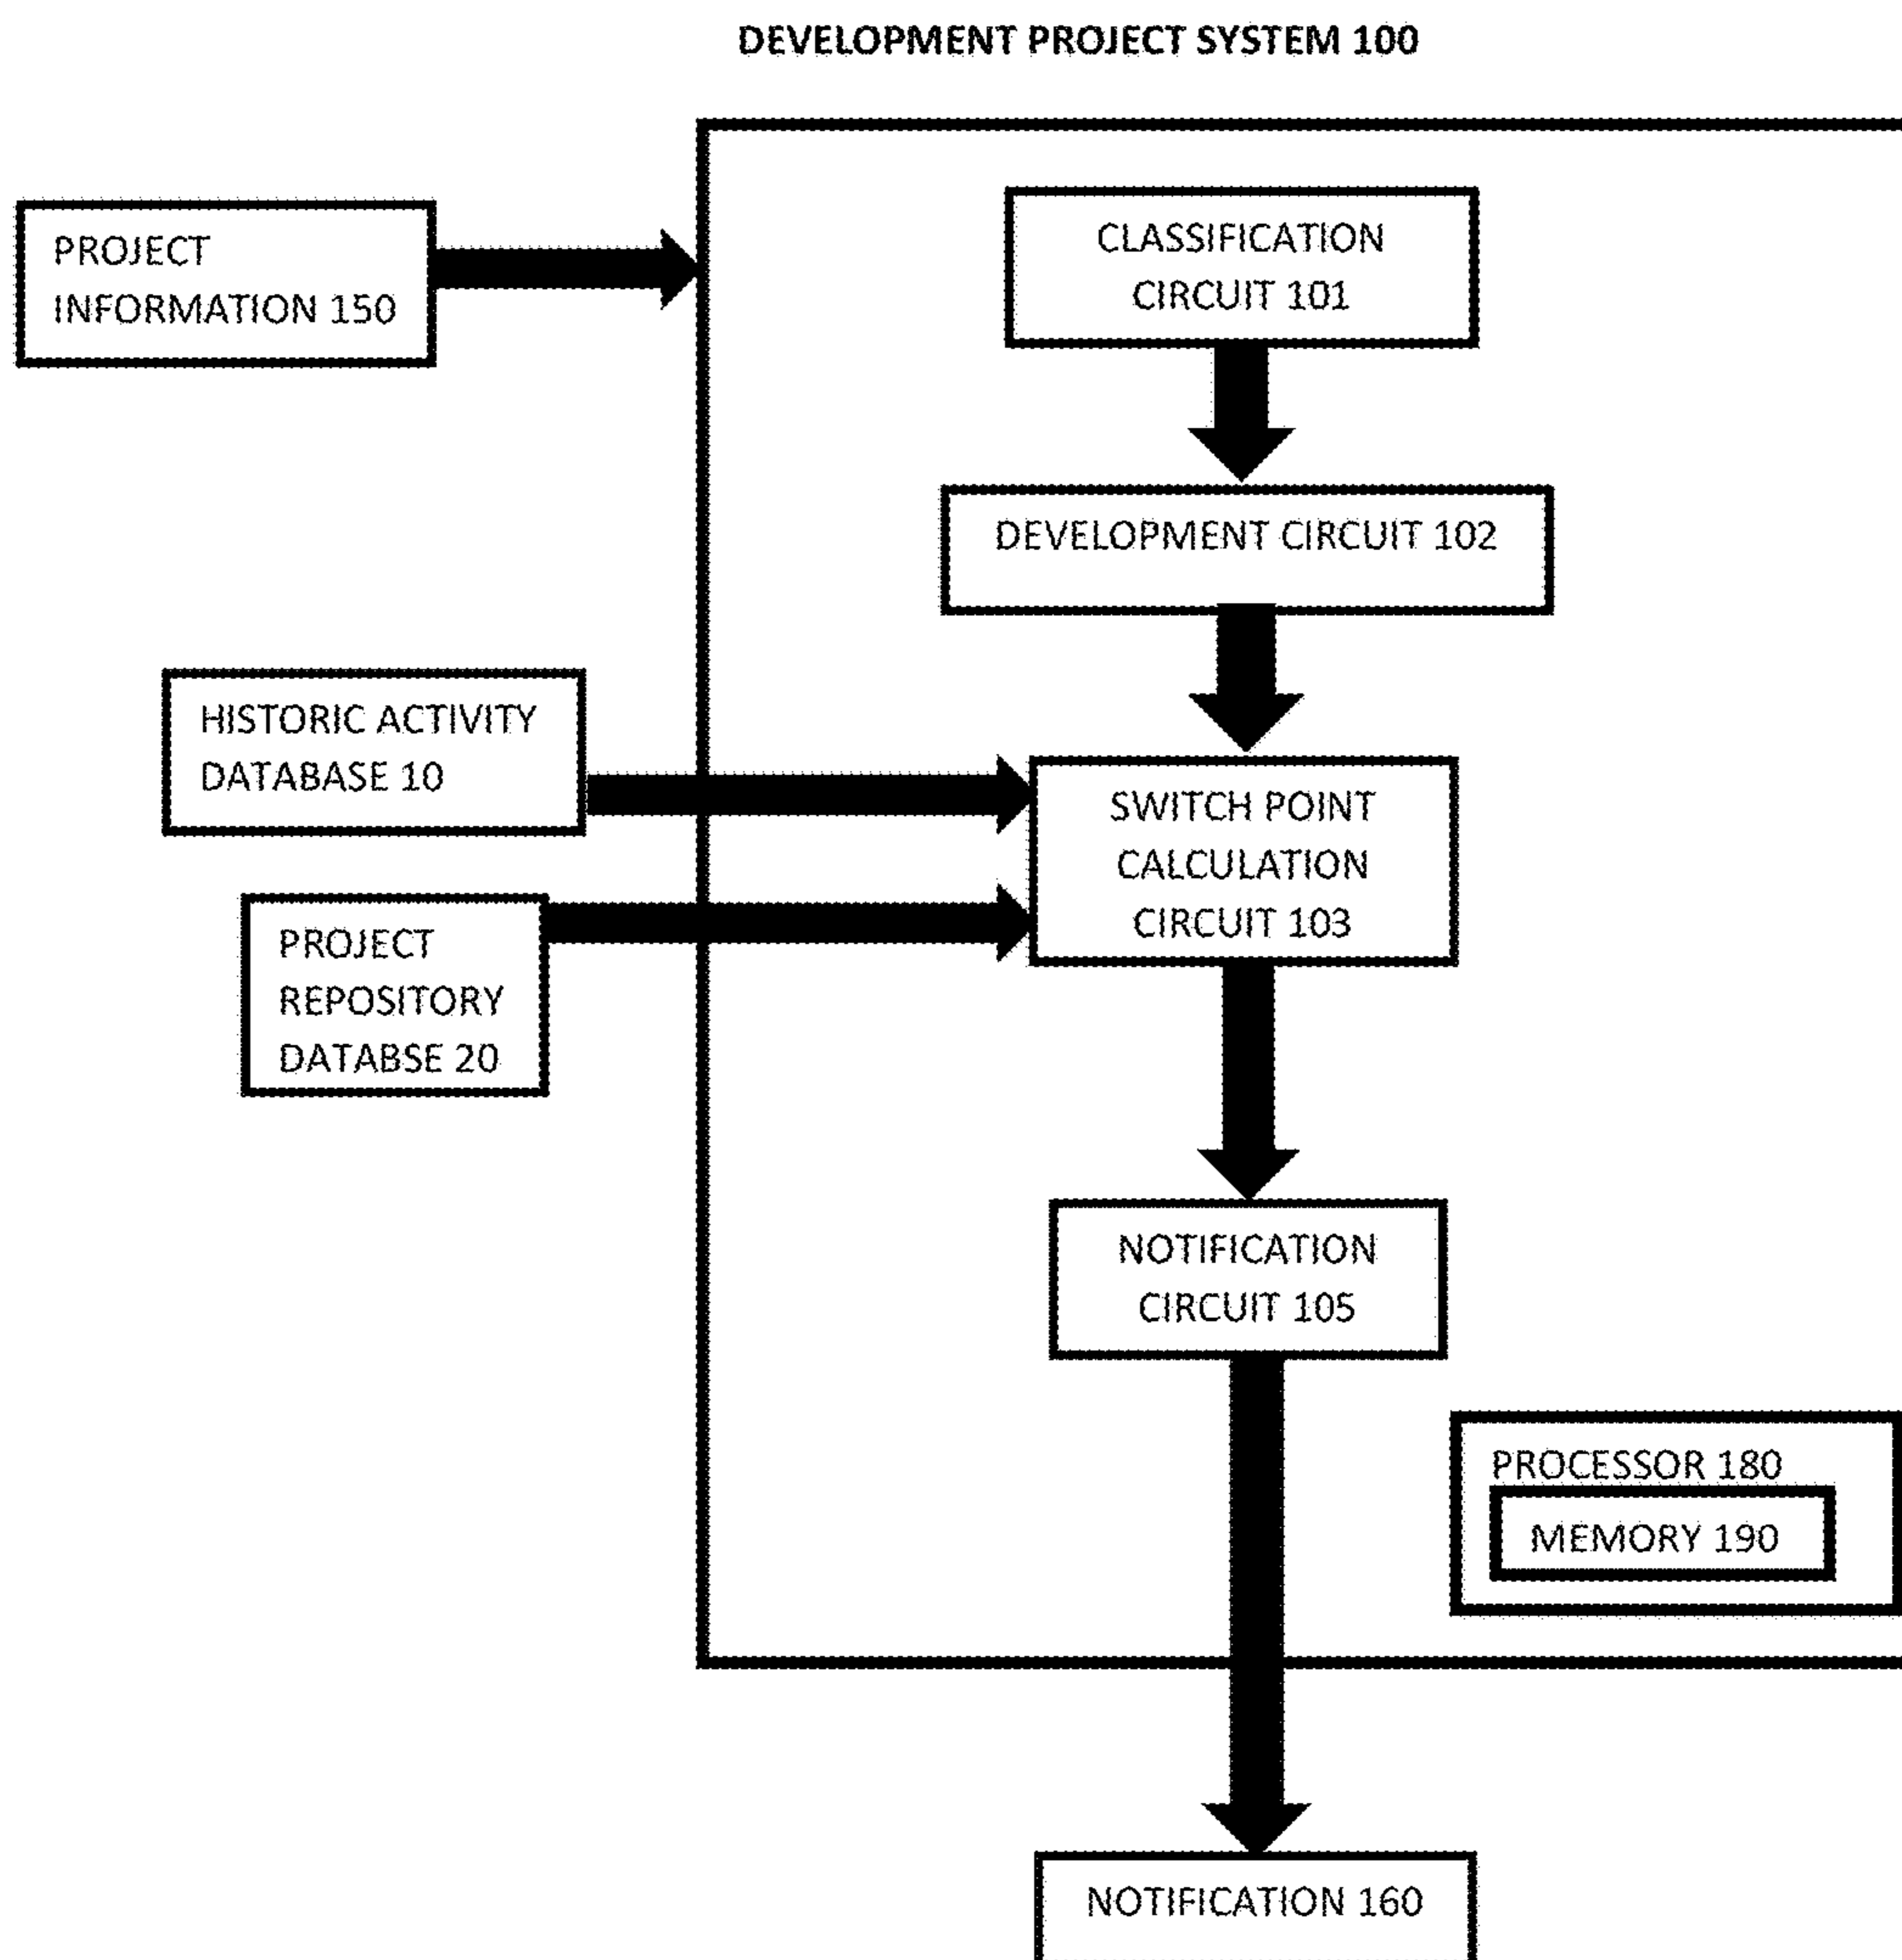 DEVELOPMENT PROJECT SYSTEM 100
PROJECT
INFORMATION 150
CLASSIFICATION
CIRCUIT 101
DEVELOPMENT CIRCUIT 102
HISTORIC ACTIVITY
DATABASE 10
SWITCH POINT
CALCULATION
CIRCUIT 103
PROJECT
REPOSITORY
DATABSE 20
NOTIFICATION
CIRCUIT 105
PROCESSOR 180
MEMORY 190
NOTIFICATION 160